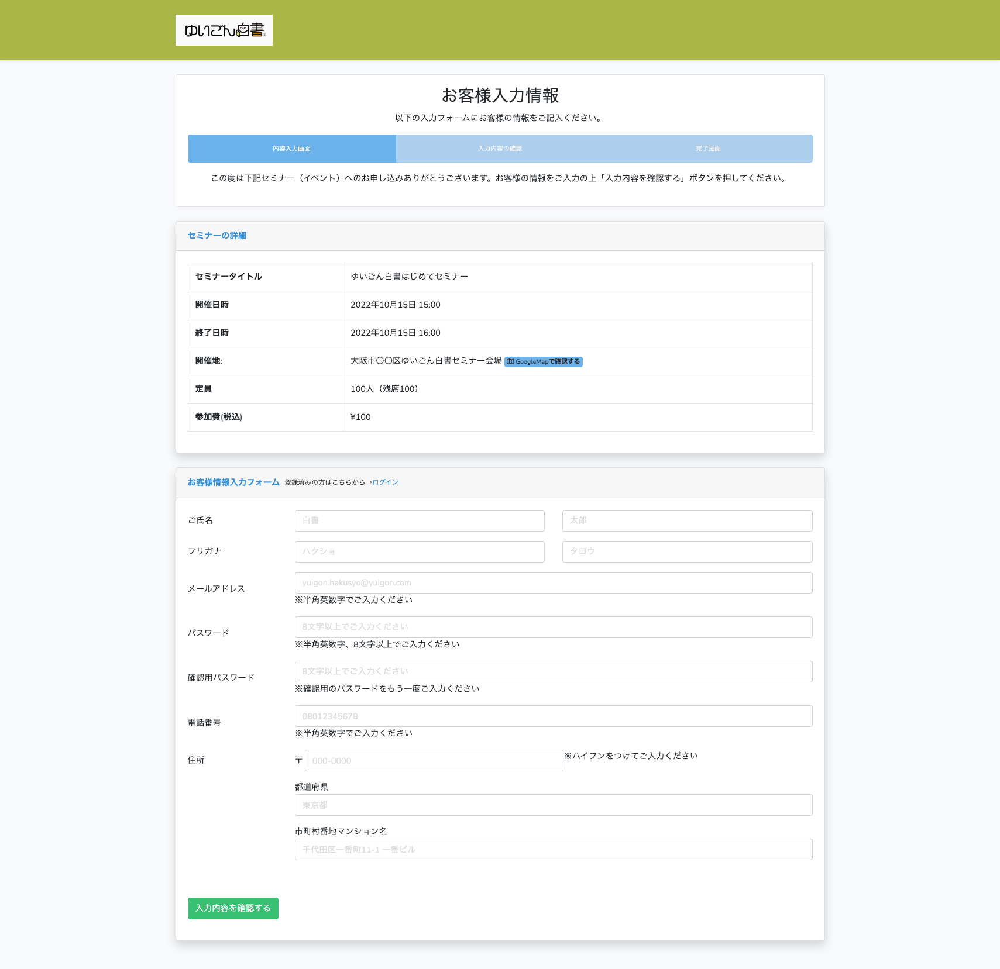 ゆいごん白書®
お客様入力情報
以下の入力フォームにお客様の情報をご記入ください。
内容入力画面 入力内容の確認 完了画面
この度は下記セミナー（イベント）へのお申し込みありがとうございます。お客様の情報をご入力の上「入力内容を確認する」ボタンを押してください。
セミナーの詳細
セミナータイトル ゆいごん白書はじめてセミナー
開催日時 2022年10月15日 15:00
終了日時 2022年10月15日 16:00
開催地: 大阪市〇〇区ゆいごん白書セミナー会場 GoogleMapで確認する
定員 100人（残席100）
参加費(税込) ¥100
お客様情報入力フォーム 登録済みの方はこちらから→ログイン
ご氏名 白書 太郎
フリガナ ハクショ タロウ
メールアドレス yuigon.hakusyo@yuigon.com
※半角英数字でご入力ください
パスワード 8文字以上でご入力ください
※半角英数字、8文字以上でご入力ください
確認用パスワード 8文字以上でご入力ください
※確認用のパスワードをもう一度ご入力ください
電話番号 08012345678
※半角英数字でご入力ください
住所 〒 000-0000 ※ハイフンをつけてご入力ください
都道府県
東京都
市町村番地マンション名
千代田区一番町11-1 一番ビル
入力内容を確認する